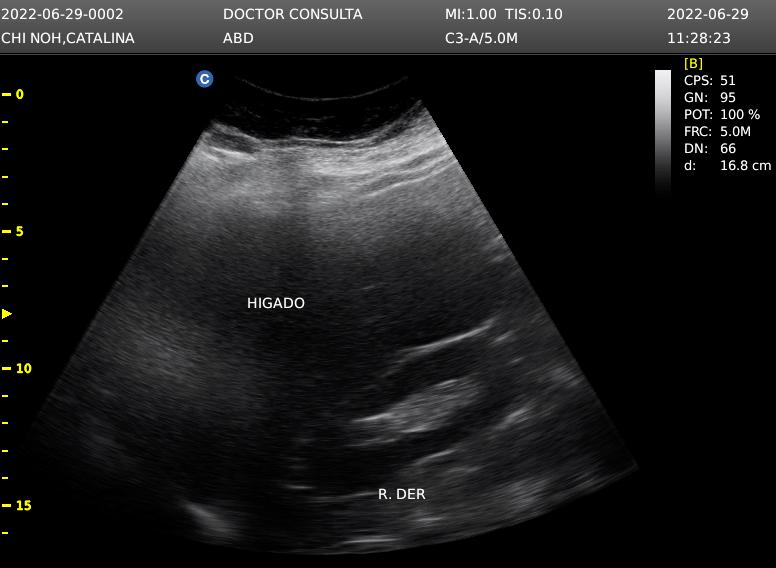 2022-06-29-0002 DOCTOR CONSULTA MI:1.00 TIS:0.10 2022-06-29
CHI NOH,CATALINA ABD C3-A/5.0M 11:28:23
C
[B]
CPS: 51
GN: 95
POT: 100 %
FRC: 5.0M
DN: 66
d: 16.8 cm
0
5
HIGADO
10
R. DER
15